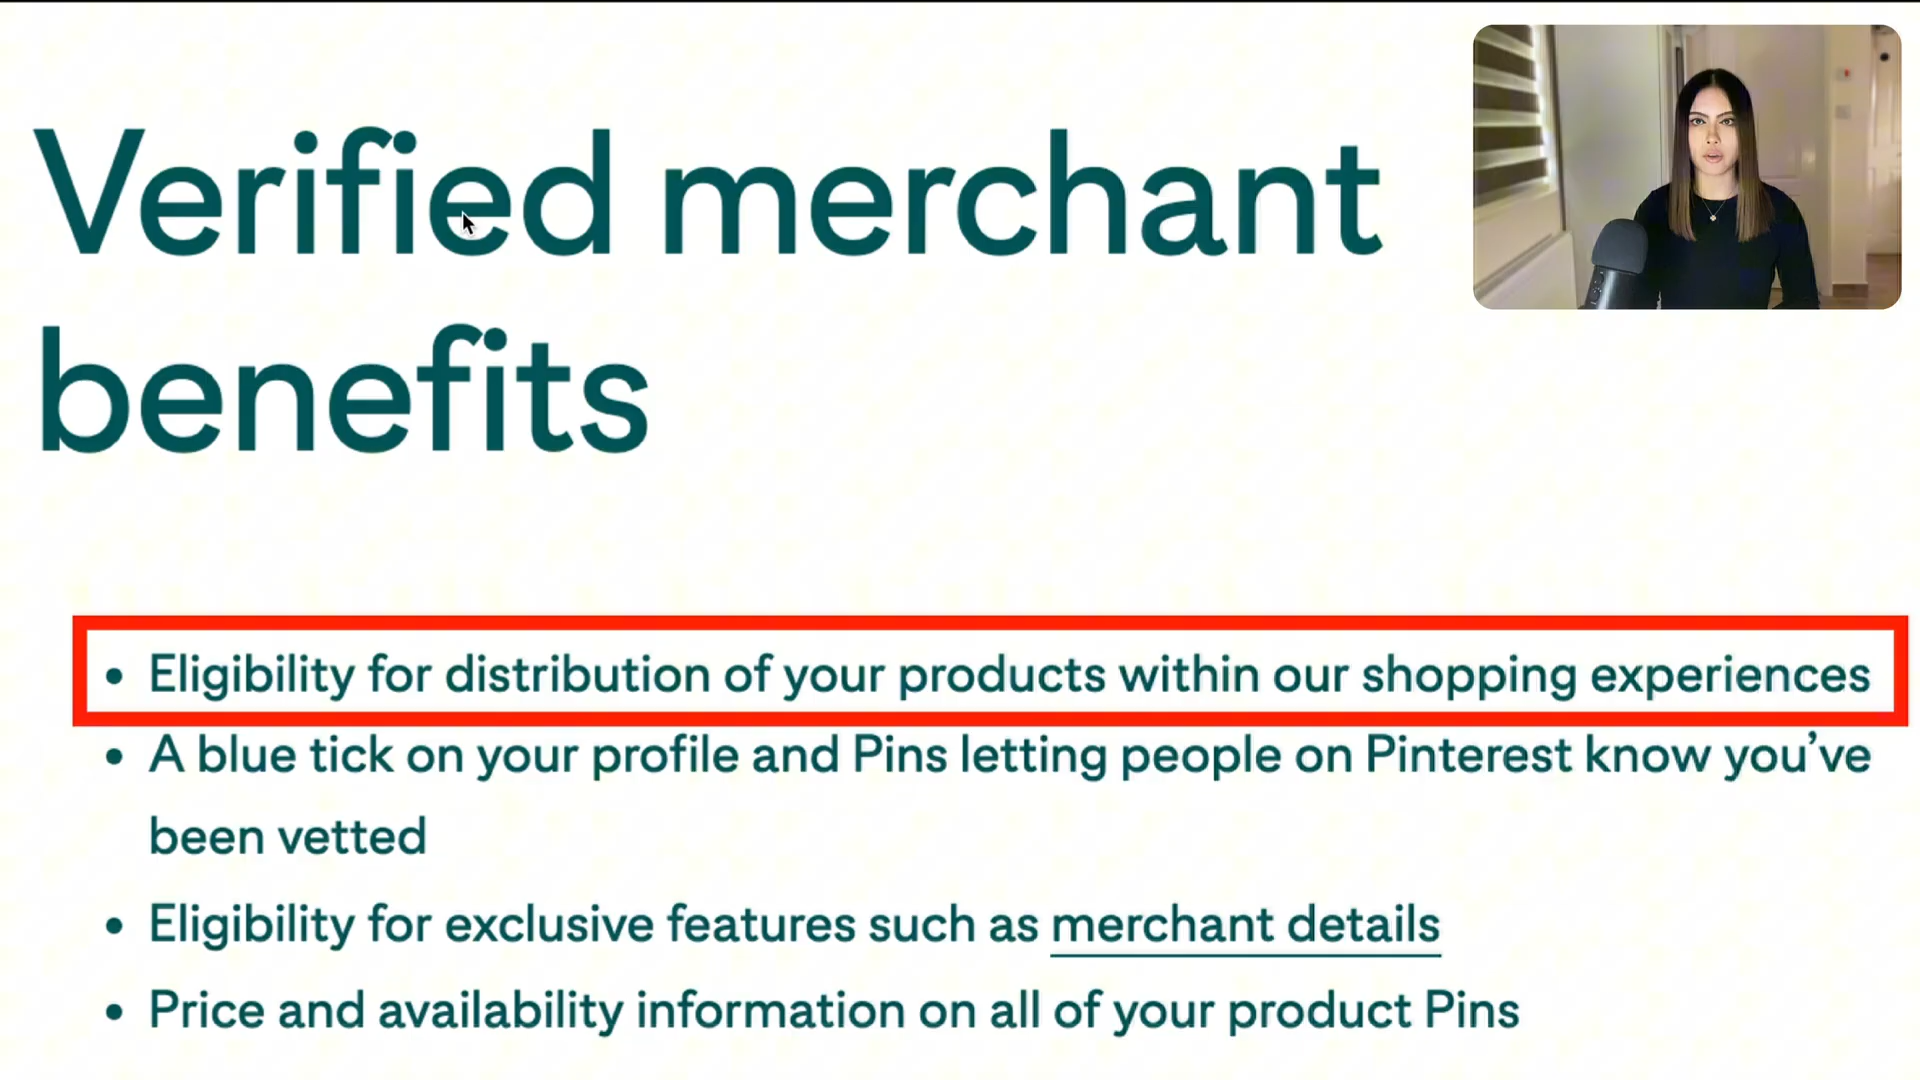 Verified merchant
benefits
• Eligibility for distribution of your products within our shopping experiences
• A blue tick on your profile and Pins letting people on Pinterest know you’ve
been vetted
• Eligibility for exclusive features such as merchant details
• Price and availability information on all of your product Pins